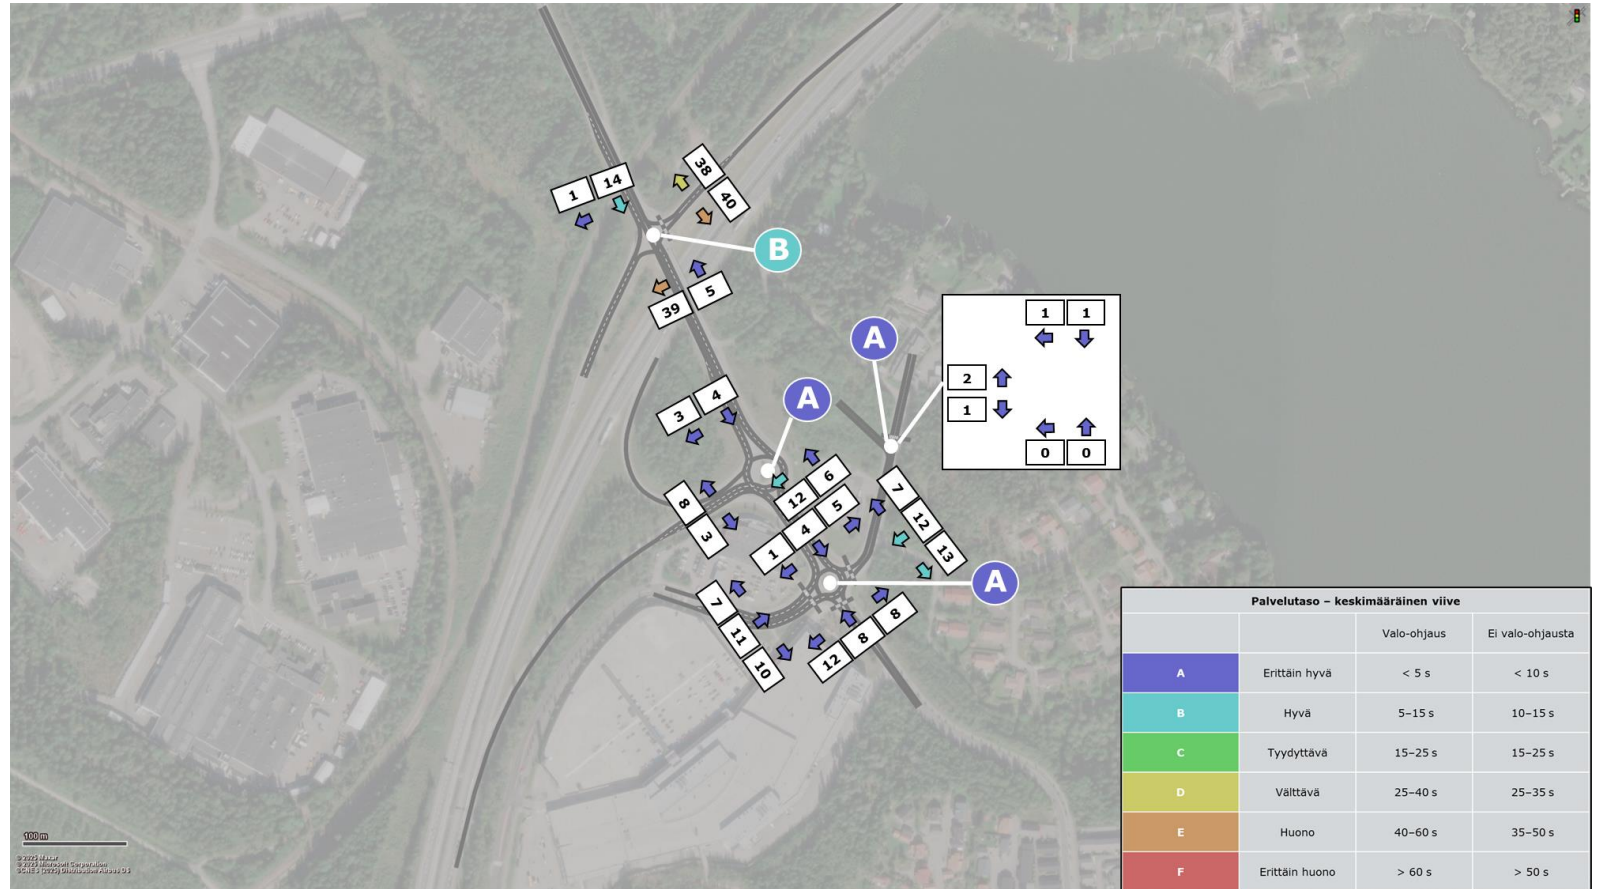 1 14
38
40
B
39 5
A
1 1
2
1
0 0
A
3 4
8
3
12 6
1 4 5
7
12
13
A
7
11
10
12 8 8
Palvelutaso – keskimääräinen viive
Valo-ohjaus Ei valo-ohjausta
A Erittäin hyvä < 5 s < 10 s
B Hyvä 5–15 s 10–15 s
C Tyydyttävä 15–25 s 15–25 s
D Välttävä 25–40 s 25–35 s
E Huono 40–60 s 35–50 s
F Erittäin huono > 60 s > 50 s
100 m
© 2025 Microsoft Corporation